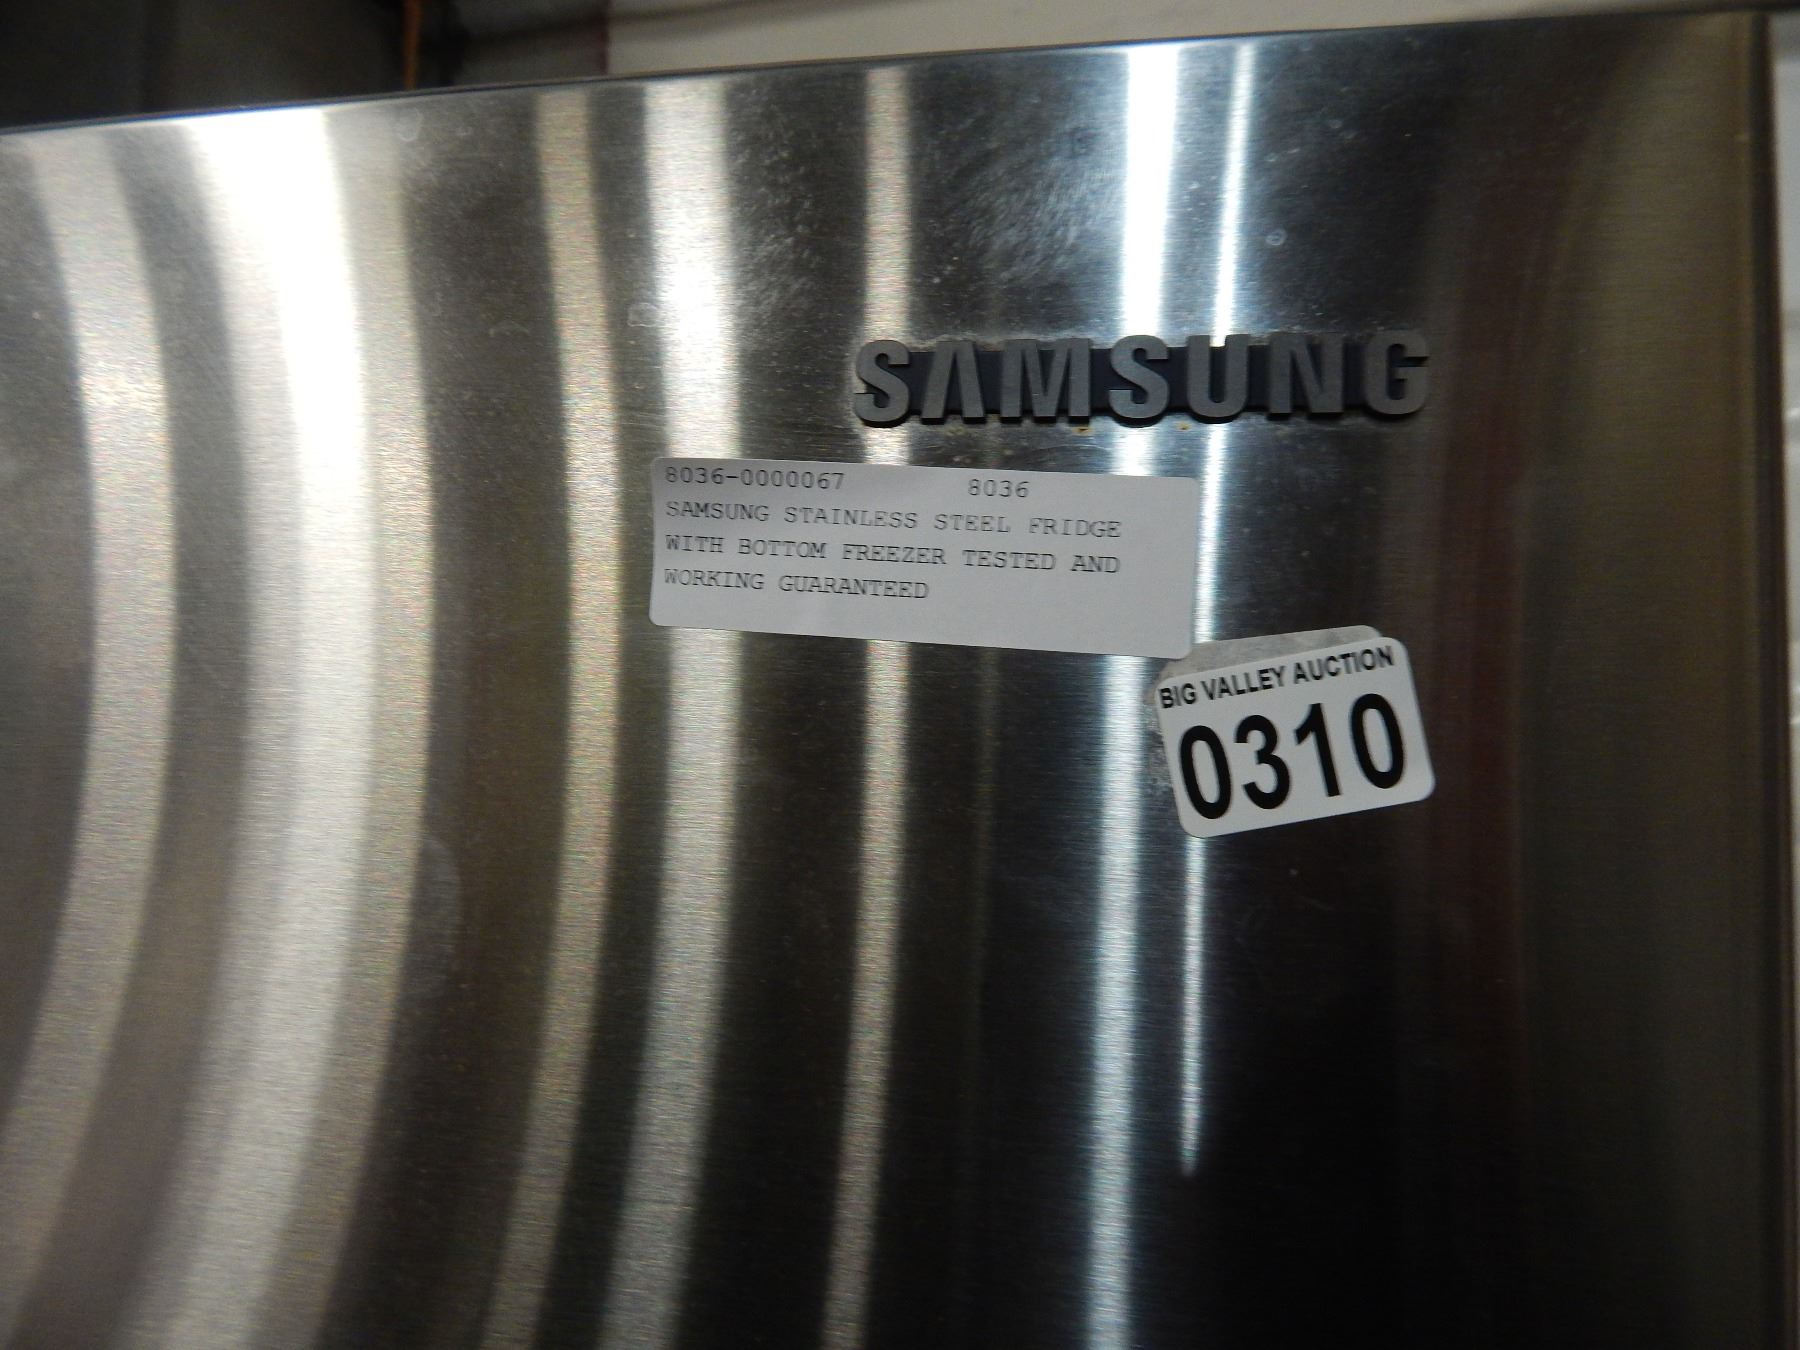 SAMSUNG
8036-0000067 8036
SAMSUNG STAINLESS STEEL FRIDGE
WITH BOTTOM FREEZER TESTED AND
WORKING GUARANTEED
BIG VALLEY AUCTION
0310